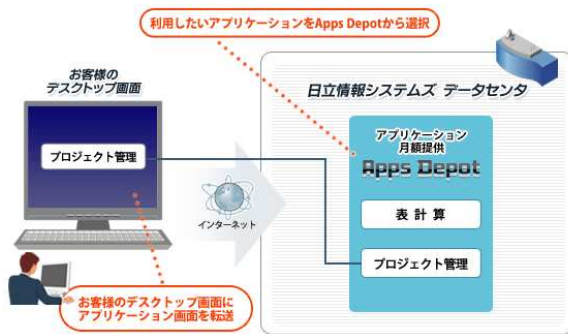 利用したいアプリケーションをApps Depotから選択
お客様の
デスクトップ画面
プロジェクト管理
インターネット
お客様のデスクトップ画面に
アプリケーション画面を転送
日立情報システムズ データセンタ
アプリケーション
月額提供
Apps Depot
表計算
プロジェクト管理